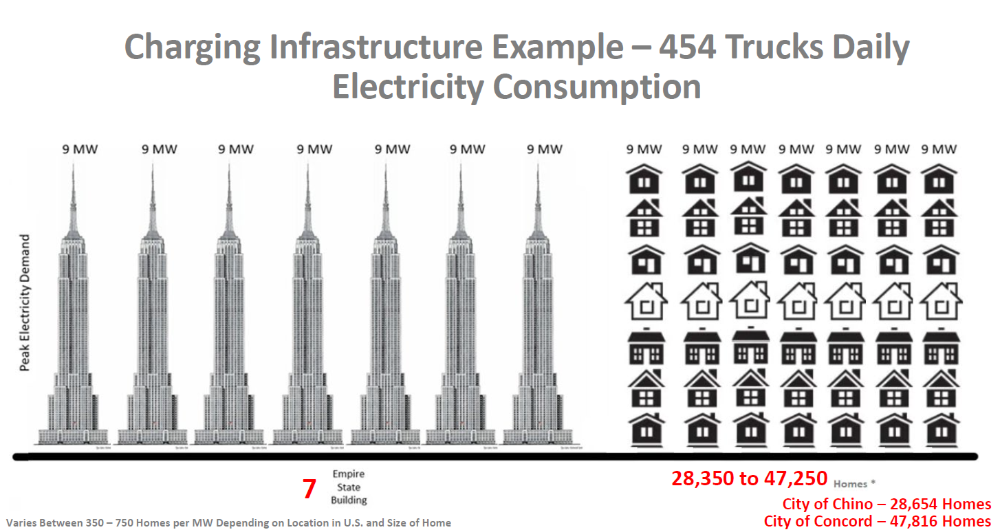 Charging Infrastructure Example – 454 Trucks Daily
Electricity Consumption
9 MW 9 MW 9 MW 9 MW 9 MW 9 MW 9 MW
9 MW 9 MW 9 MW 9 MW 9 MW 9 MW 9 MW
Peak Electricity Demand
7 Empire
State
Building
28,350 to 47,250 Homes *
City of Chino – 28,654 Homes
City of Concord – 47,816 Homes
Varies Between 350 – 750 Homes per MW Depending on Location in U.S. and Size of Home